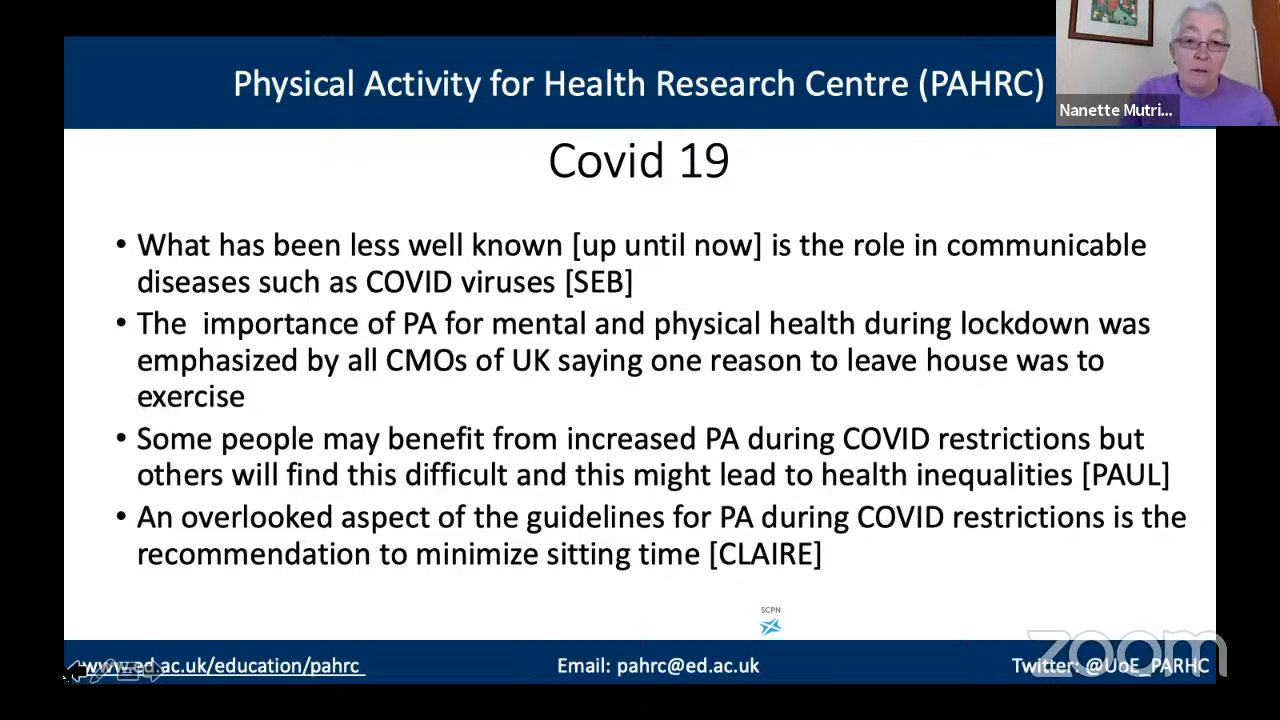 Physical Activity for Health Research Centre (PAHRC)
Nanette Mutri...
Covid 19
• What has been less well known [up until now] is the role in communicable
diseases such as COVID viruses [SEB]
• The  importance of PA for mental and physical health during lockdown was
emphasized by all CMOs of UK saying one reason to leave house was to
exercise
• Some people may benefit from increased PA during COVID restrictions but
others will find this difficult and this might lead to health inequalities [PAUL]
• An overlooked aspect of the guidelines for PA during COVID restrictions is the
recommendation to minimize sitting time [CLAIRE]
SCPN
www.ed.ac.uk/education/pahrc
Email: pahrc@ed.ac.uk
Twitter: @UoE_PARHC
zoom